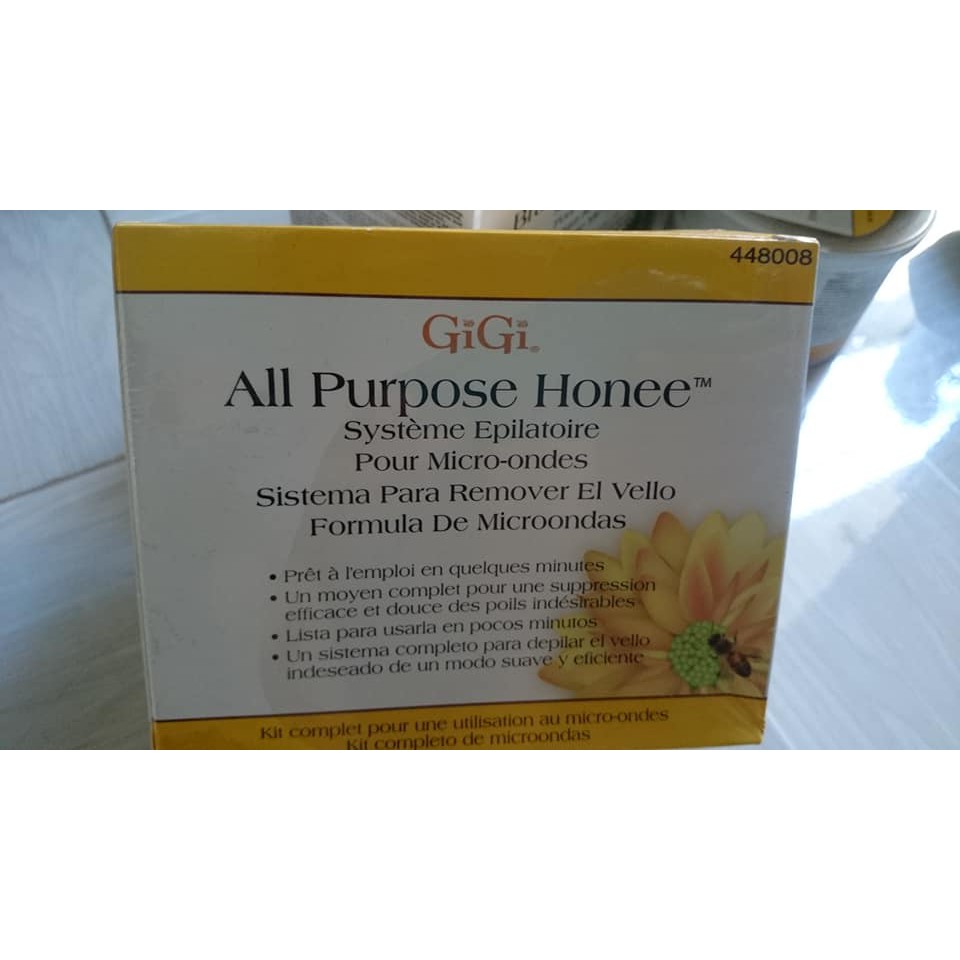 448008
GiGi®
All Purpose Honee™
Système Epilatoire
Pour Micro-ondes
Sistema Para Remover El Vello
Formula De Microondas
• Prêt à l'emploi en quelques minutes
• Un moyen complet pour une suppression
efficace et douce des poils indésirables
• Lista para usarla en pocos minutos
• Un sistema completo para depilar el vello
indeseado de un modo suave y eficiente
Kit complet pour une utilisation au micro-ondes
Kit completo de microondas